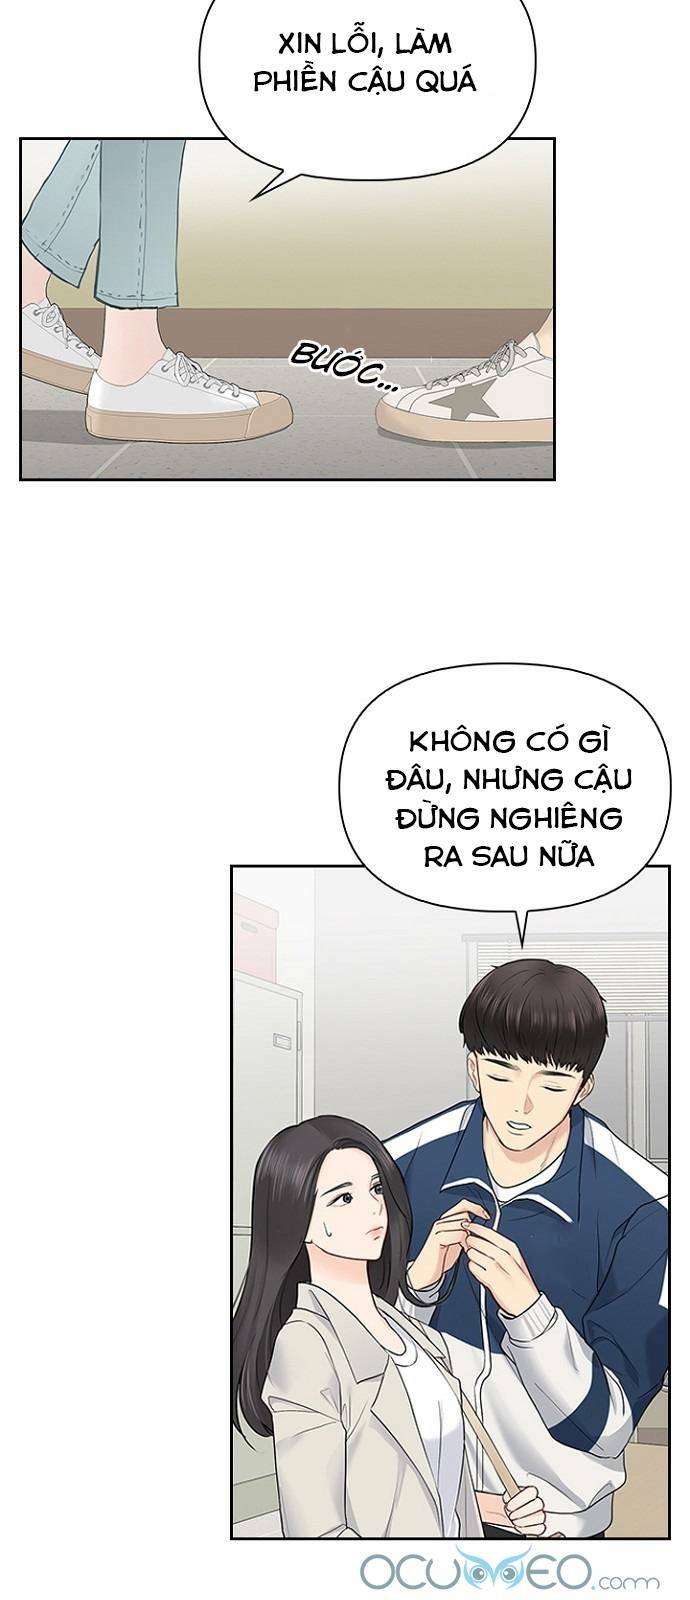 XIN LỖI, LÀM
PHIỀN CẬU QUÁ
BƯỚC...
KHÔNG CÓ GÌ
ĐÂU, NHƯNG CẬU
ĐỪNG NGHIÊNG
RA SAU NỮA
OCUMEO.comm